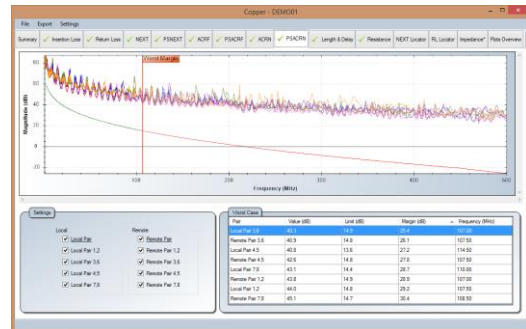 Copper - DEMO01
File Export Settings
Summary Insertion Loss Return Loss NEXT PSNEXT ACRF PSACRF ACRN PSACRN Length & Delay Resistance NEXT Locator RL Locator Impedance* Plots Overview
Worst Margin
Magnitude (dB)
80
60
40
20
0
-20
100 200 300 400 500 600
Frequency (MHz)
Settings
Local Remote
Local Pair Remote Pair
Local Pair 1,2 Remote Pair 1,2
Local Pair 3,6 Remote Pair 3,6
Local Pair 4,5 Remote Pair 4,5
Local Pair 7,8 Remote Pair 7,8
Worst Case
Pair Value (dB) Limit (dB) Margin (dB) Frequency (MHz)
Local Pair 3,6 40.3 14.9 25.4 107.00
Remote Pair 3,6 40.9 14.8 26.1 107.50
Local Pair 4,5 40.8 13.6 27.2 114.50
Remote Pair 4,5 42.6 14.8 27.8 107.50
Local Pair 7,8 43.1 14.4 28.7 110.00
Remote Pair 1,2 43.8 14.9 28.9 107.00
Local Pair 1,2 44.0 14.8 29.2 107.50
Remote Pair 7,8 45.1 14.7 30.4 108.50